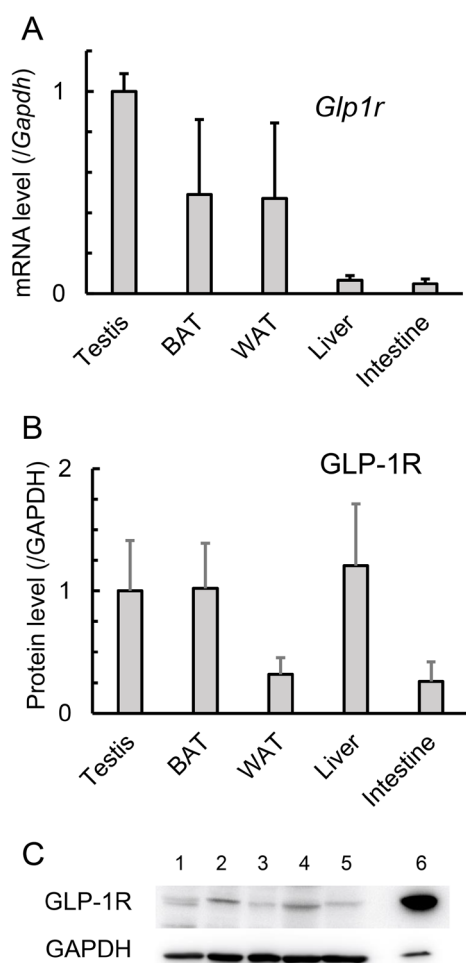 A
mRNA level (/Gapdh)
1
0
Glp1r
Testis
BAT
WAT
Liver
Intestine
B
Protein level (/GAPDH)
2
1
0
GLP-1R
Testis
BAT
WAT
Liver
Intestine
C
1 2 3 4 5 6
GLP-1R
GAPDH